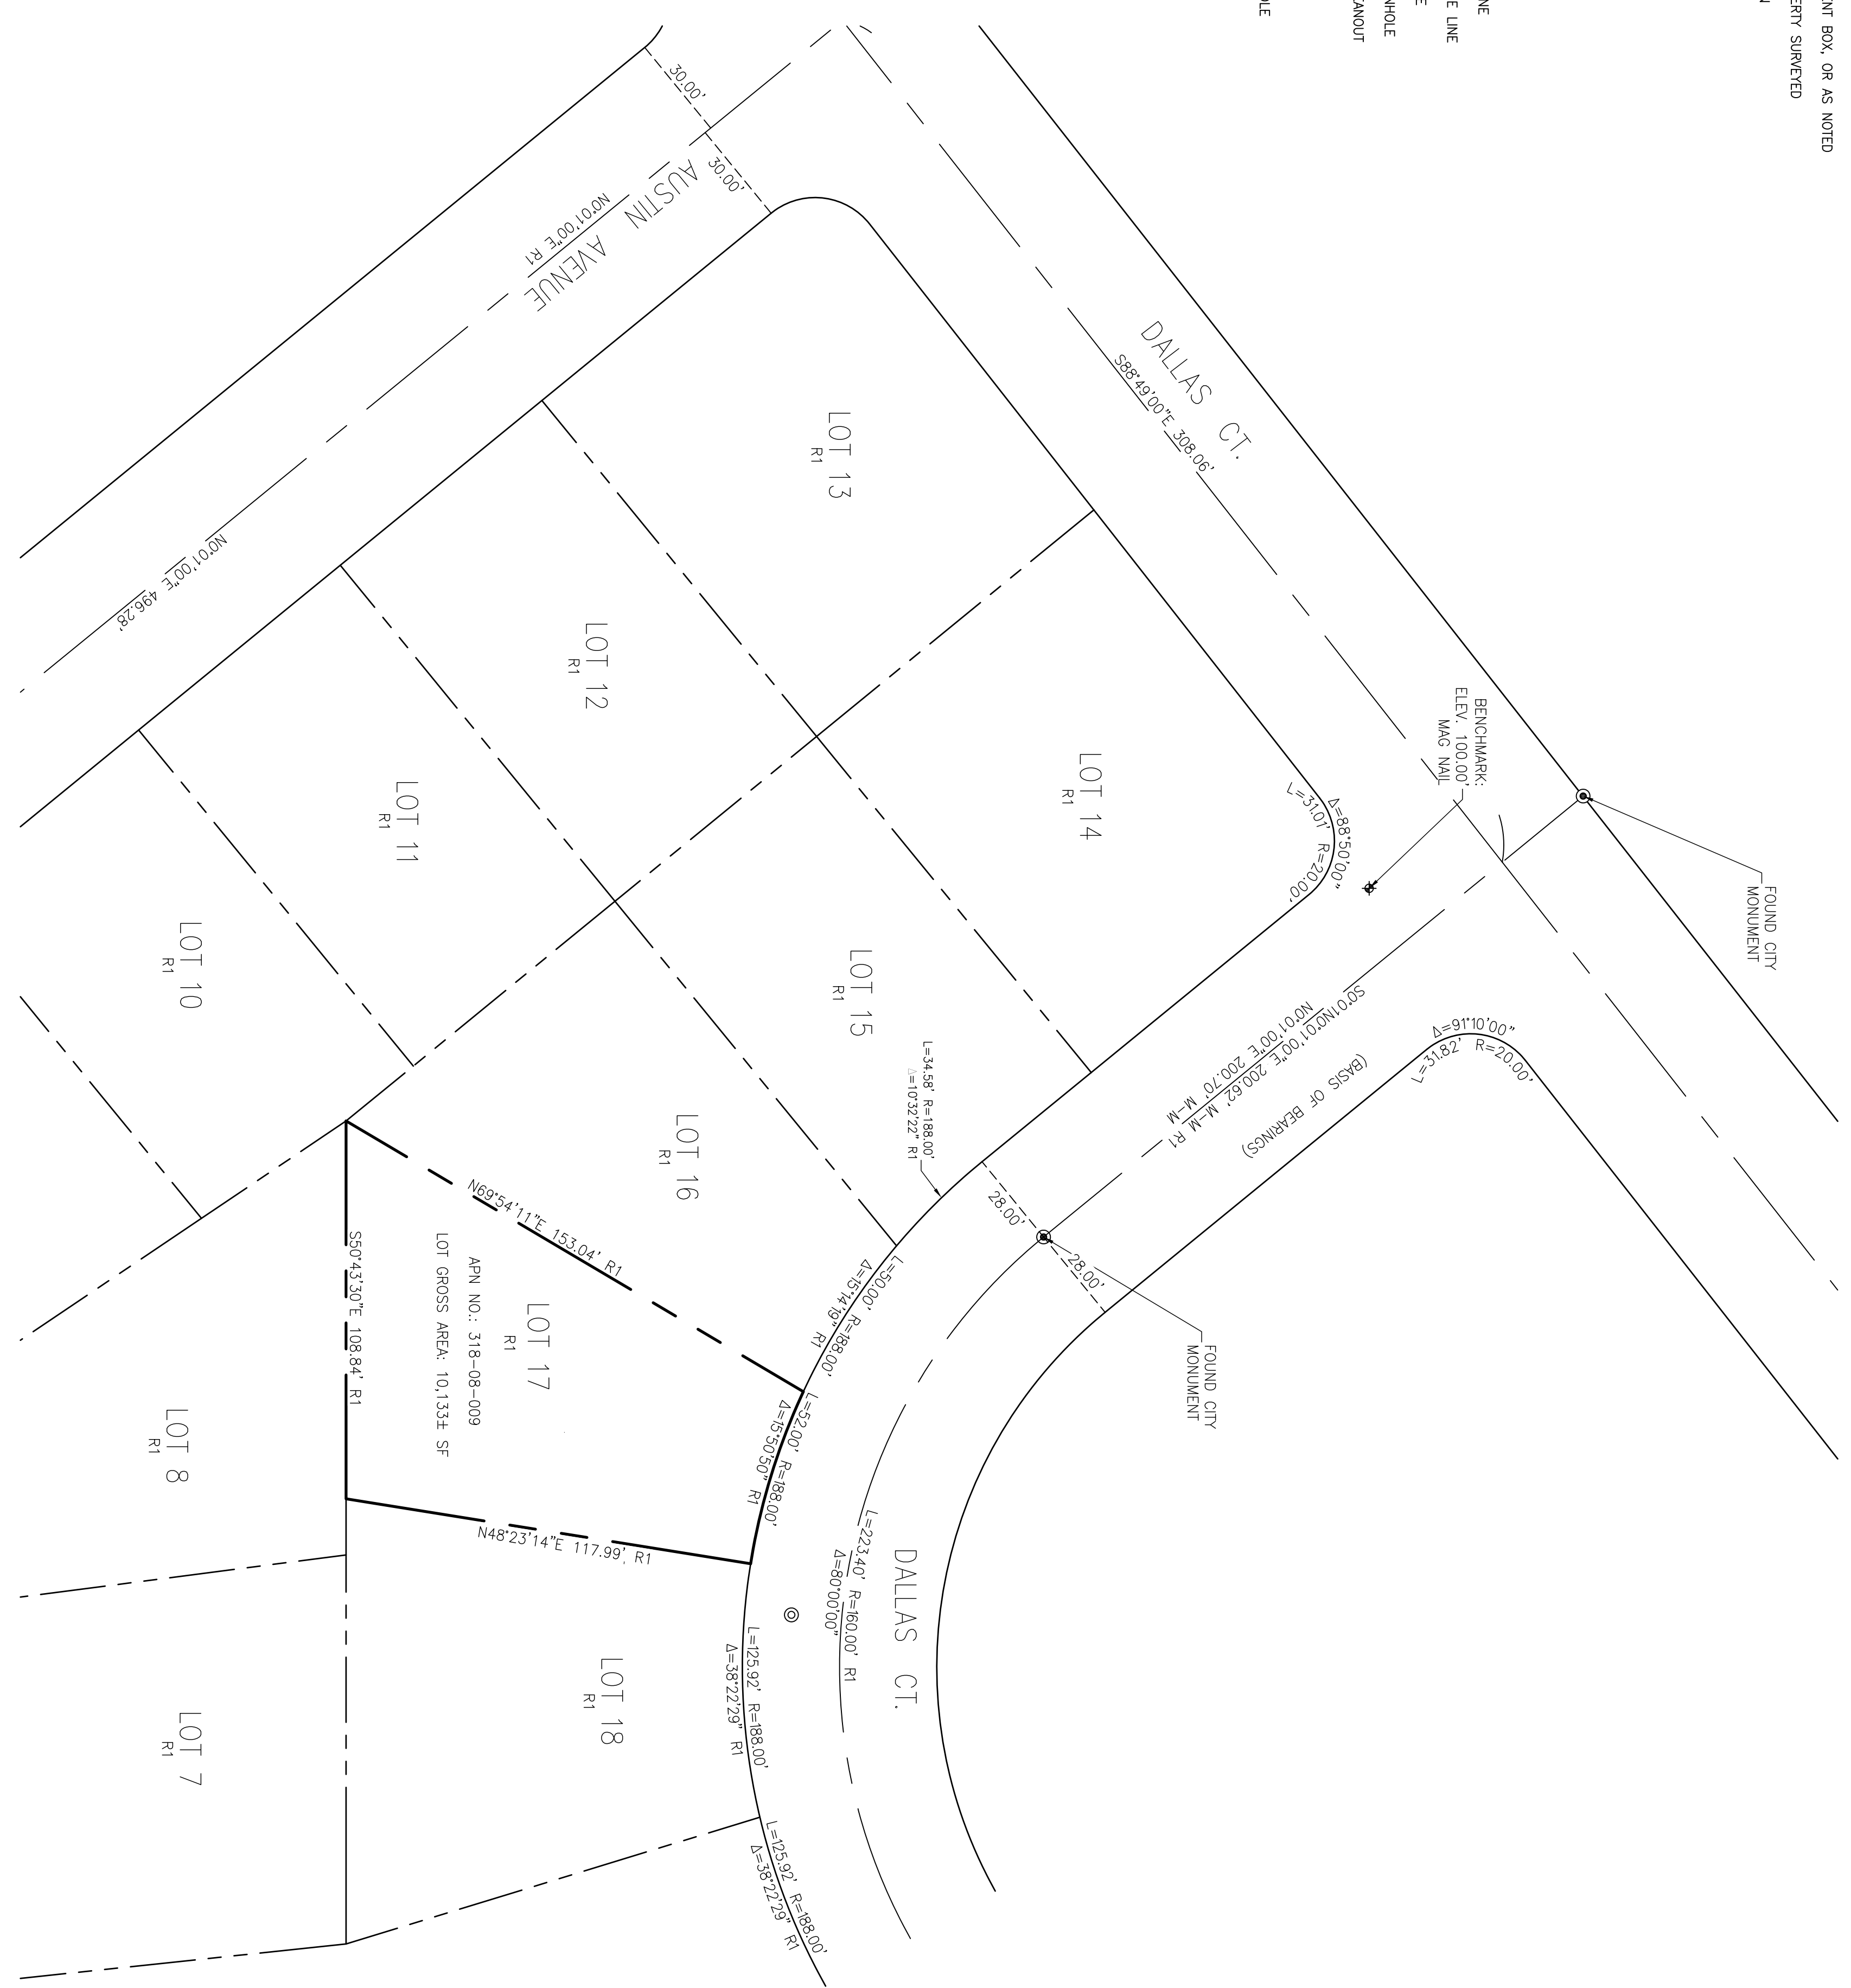 ENT BOX, OR AS NOTED
ERTY SURVEYED
N
NE
E LINE
E
NHOLE
EANOUT
OLE
30.00'
30.00'
AUSTIN AVENUE
N0°01'00"E R1
N0°01'00"E 496.28'
DALLAS CT.
S88°49'00"E 308.06'
BENCHMARK:
ELEV. 100.00'
MAG NAIL
FOUND CITY
MONUMENT
Δ=88°50'00"
L=31.01' R=20.00'
Δ=91°10'00"
L=31.82' R=20.00'
N0°01'00"E 200.62' M-M R1
N0°01'00"E 200.70' M-M
(BASIS OF BEARINGS)
LOT 13
R1
LOT 12
R1
LOT 11
R1
LOT 10
R1
LOT 14
R1
LOT 15
R1
LOT 16
R1
L=34.58' R=188.00'
Δ=10°32'22" R1
28.00'
28.00'
FOUND CITY
MONUMENT
L=50.00' R=188.00'
Δ=15°14'19" R1
N69°54'11"E 153.04' R1
LOT 17
R1
APN NO.: 318-08-009
LOT GROSS AREA: 10,133± SF
S50°43'30"E 108.84' R1
L=52.00' R=188.00'
Δ=15°50'50" R1
N48°23'14"E 117.99' R1
DALLAS CT.
L=223.40' R=160.00' R1
Δ=80°00'00"
LOT 8
R1
LOT 18
R1
LOT 7
R1
L=125.92' R=188.00'
Δ=38°22'29" R1
L=125.92' R=188.00'
Δ=38°22'29" R1